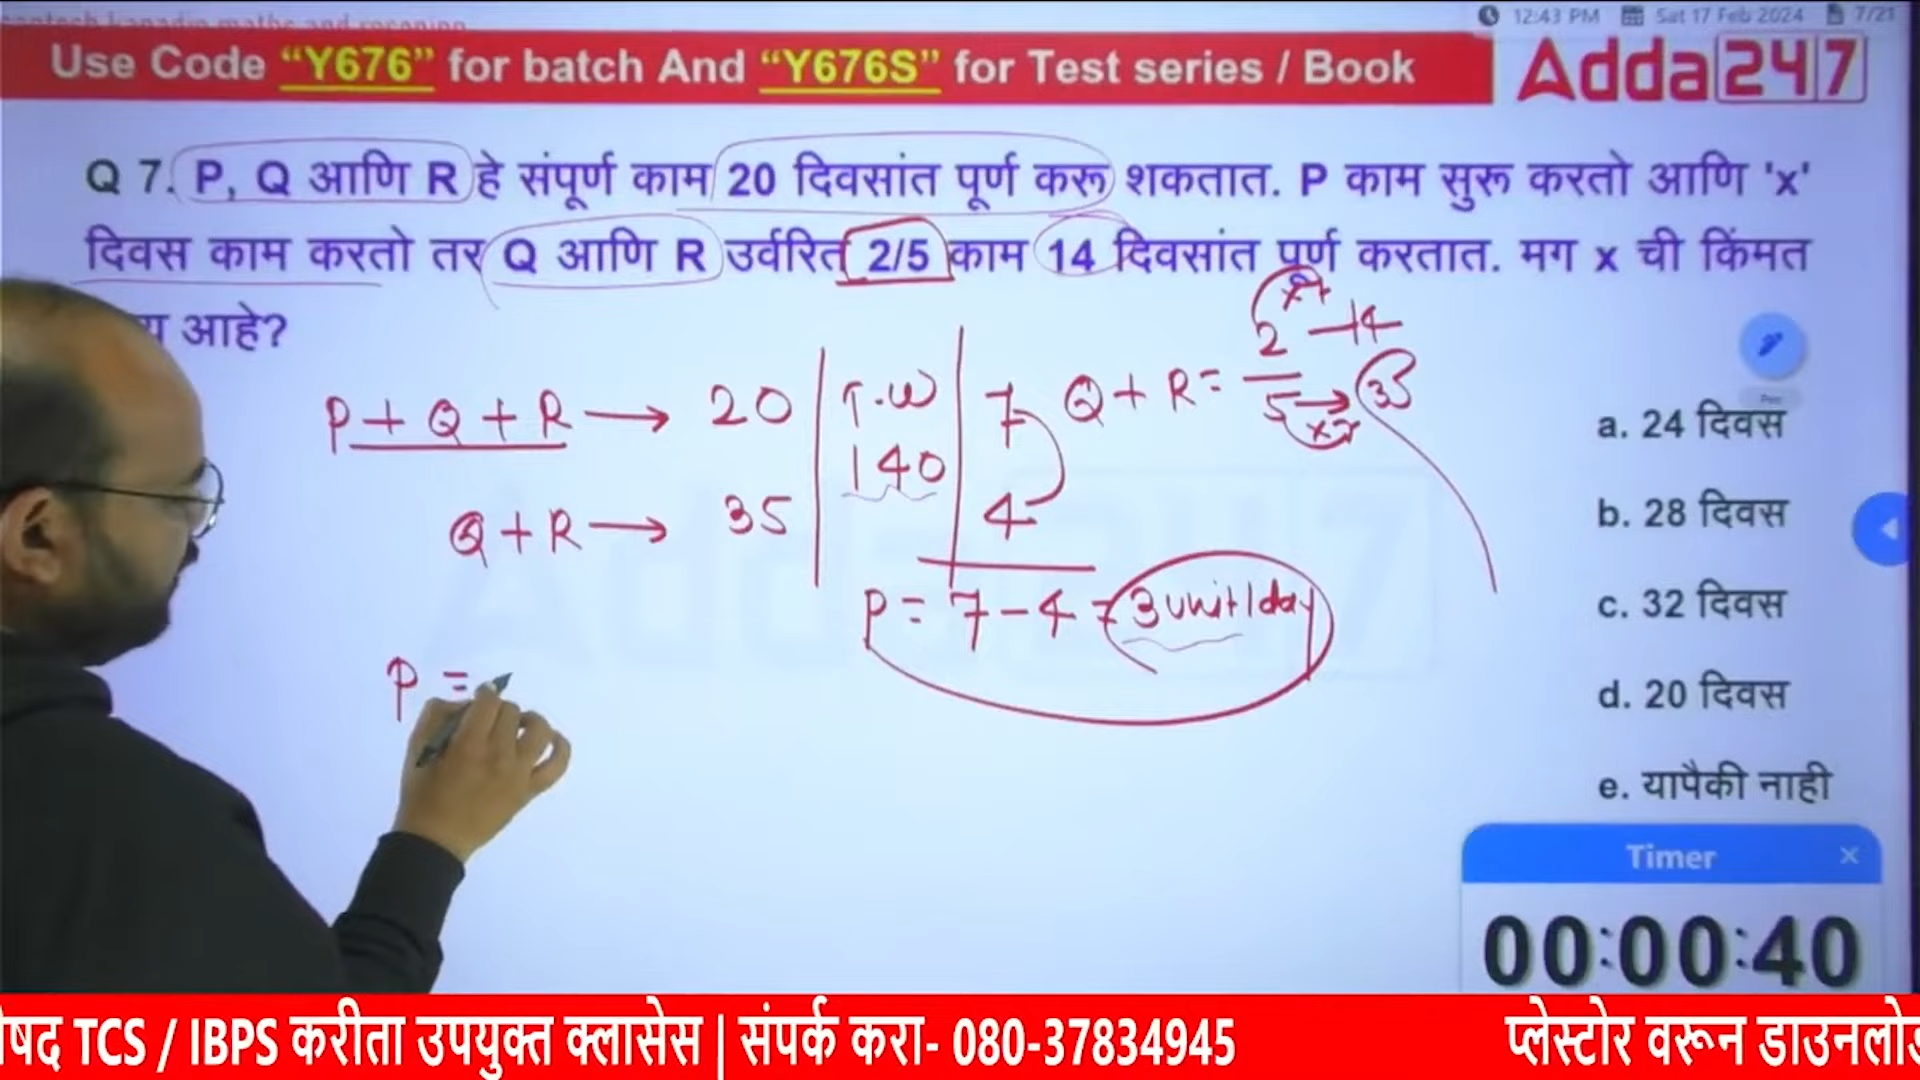 12:43 PM Sat 17 Feb 2024 7/21
Use Code “Y676” for batch And “Y676S” for Test series / Book
Adda247
Q 7. P, Q आणि R हे संपूर्ण काम 20 दिवसांत पूर्ण करू शकतात. P काम सुरू करतो आणि 'x'
दिवस काम करतो तर Q आणि R उर्वरित 2/5 काम 14 दिवसांत पूर्ण करतात. मग x ची किंमत
आहे?
P + Q + R → 20 T.W 7
140
Q + R → 35 4
Q + R = 2 14
5 → 35
x7
P = 7 - 4 = 3 unit/day
P =
a. 24 दिवस
b. 28 दिवस
c. 32 दिवस
d. 20 दिवस
e. यापैकी नाही
Timer
00:00:40
TCS / IBPS करीता उपयुक्त क्लासेस | संपर्क करा- 080-37834945
प्लेस्टोर वरून